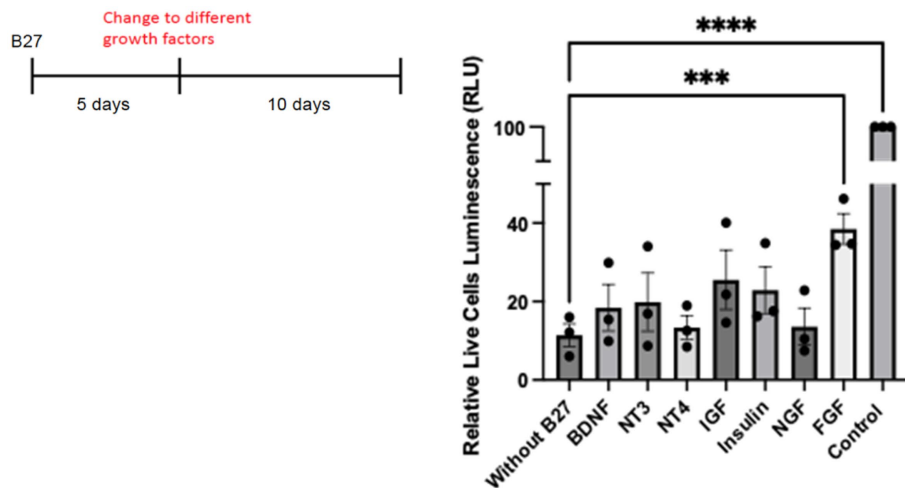 Change to different
growth factors
B27
5 days
10 days
****
***
Relative Live Cells Luminescence (RLU)
100
40
20
0
Without B27
BDNF
NT3
NT4
IGF
Insulin
NGF
FGF
Control